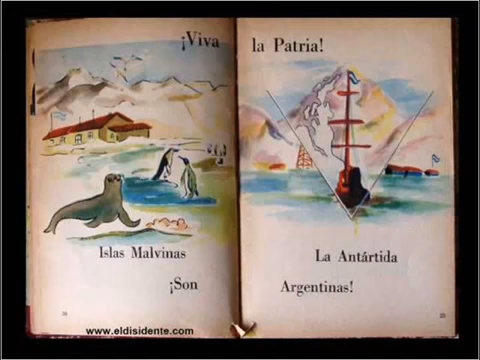 ¡Viva la Patria!
Islas Malvinas
La Antártida
¡Son Argentinas!
www.eldisidente.com